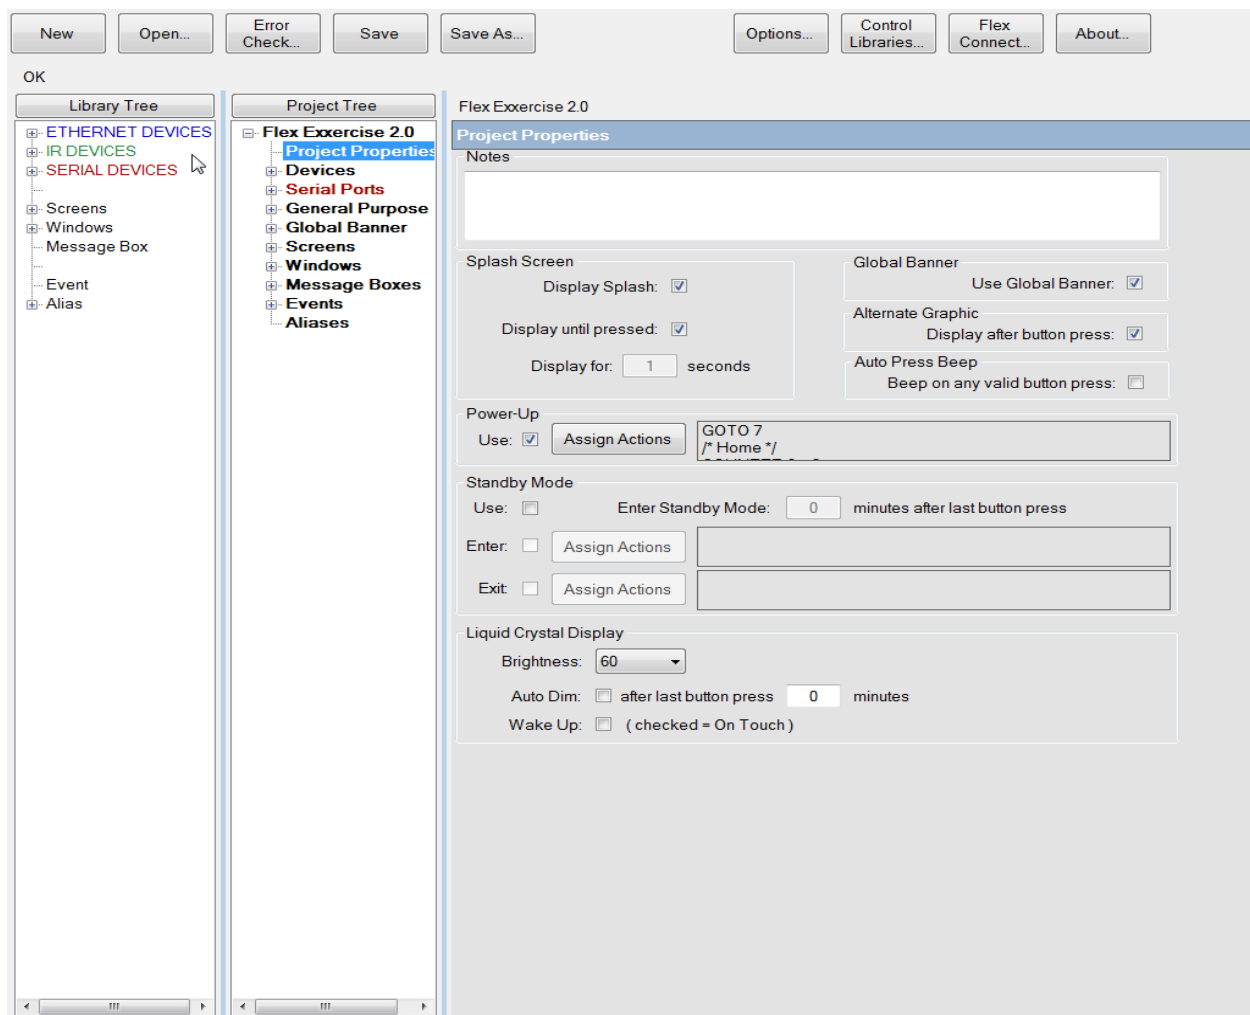 New
Open...
Error
Check...
Save
Save As...
Options...
Control
Libraries...
Flex
Connect...
About...
OK
Library Tree
ETHERNET DEVICES
IR DEVICES
SERIAL DEVICES
Screens
Windows
Message Box
Event
Alias
Project Tree
Flex Exxercise 2.0
Project Properties
Devices
Serial Ports
General Purpose
Global Banner
Screens
Windows
Message Boxes
Events
Aliases
Flex Exxercise 2.0
Project Properties
Notes
Splash Screen
Display Splash:
Display until pressed:
Display for: 1 seconds
Global Banner
Use Global Banner:
Alternate Graphic
Display after button press:
Auto Press Beep
Beep on any valid button press:
Power-Up
Use: Assign Actions
GOTO 7
/* Home */
Standby Mode
Use: Enter Standby Mode: 0 minutes after last button press
Enter: Assign Actions
Exit: Assign Actions
Liquid Crystal Display
Brightness: 60
Auto Dim: after last button press 0 minutes
Wake Up: ( checked = On Touch )